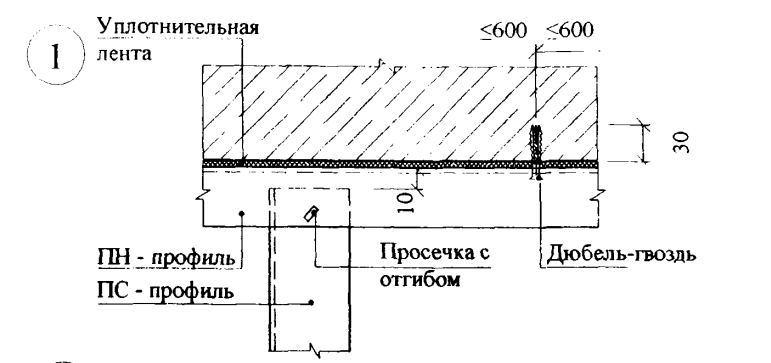 1
Уплотнительная
лента
≤600 ≤600
30
10
ПН - профиль
ПС - профиль
Просечка с
отгибом
Дюбель-гвоздь